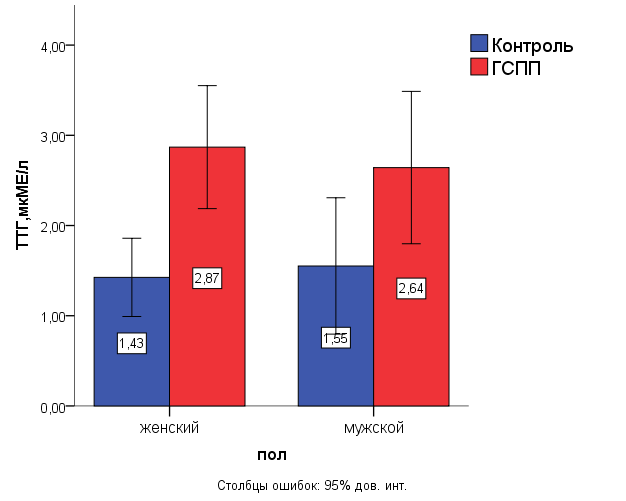 Контроль
ГСПП
ТТГ,мкМЕ/л
4,00
3,00
2,00
1,00
0,00
1,43
2,87
1,55
2,64
женский
мужской
пол
Столбцы ошибок: 95% дов. инт.